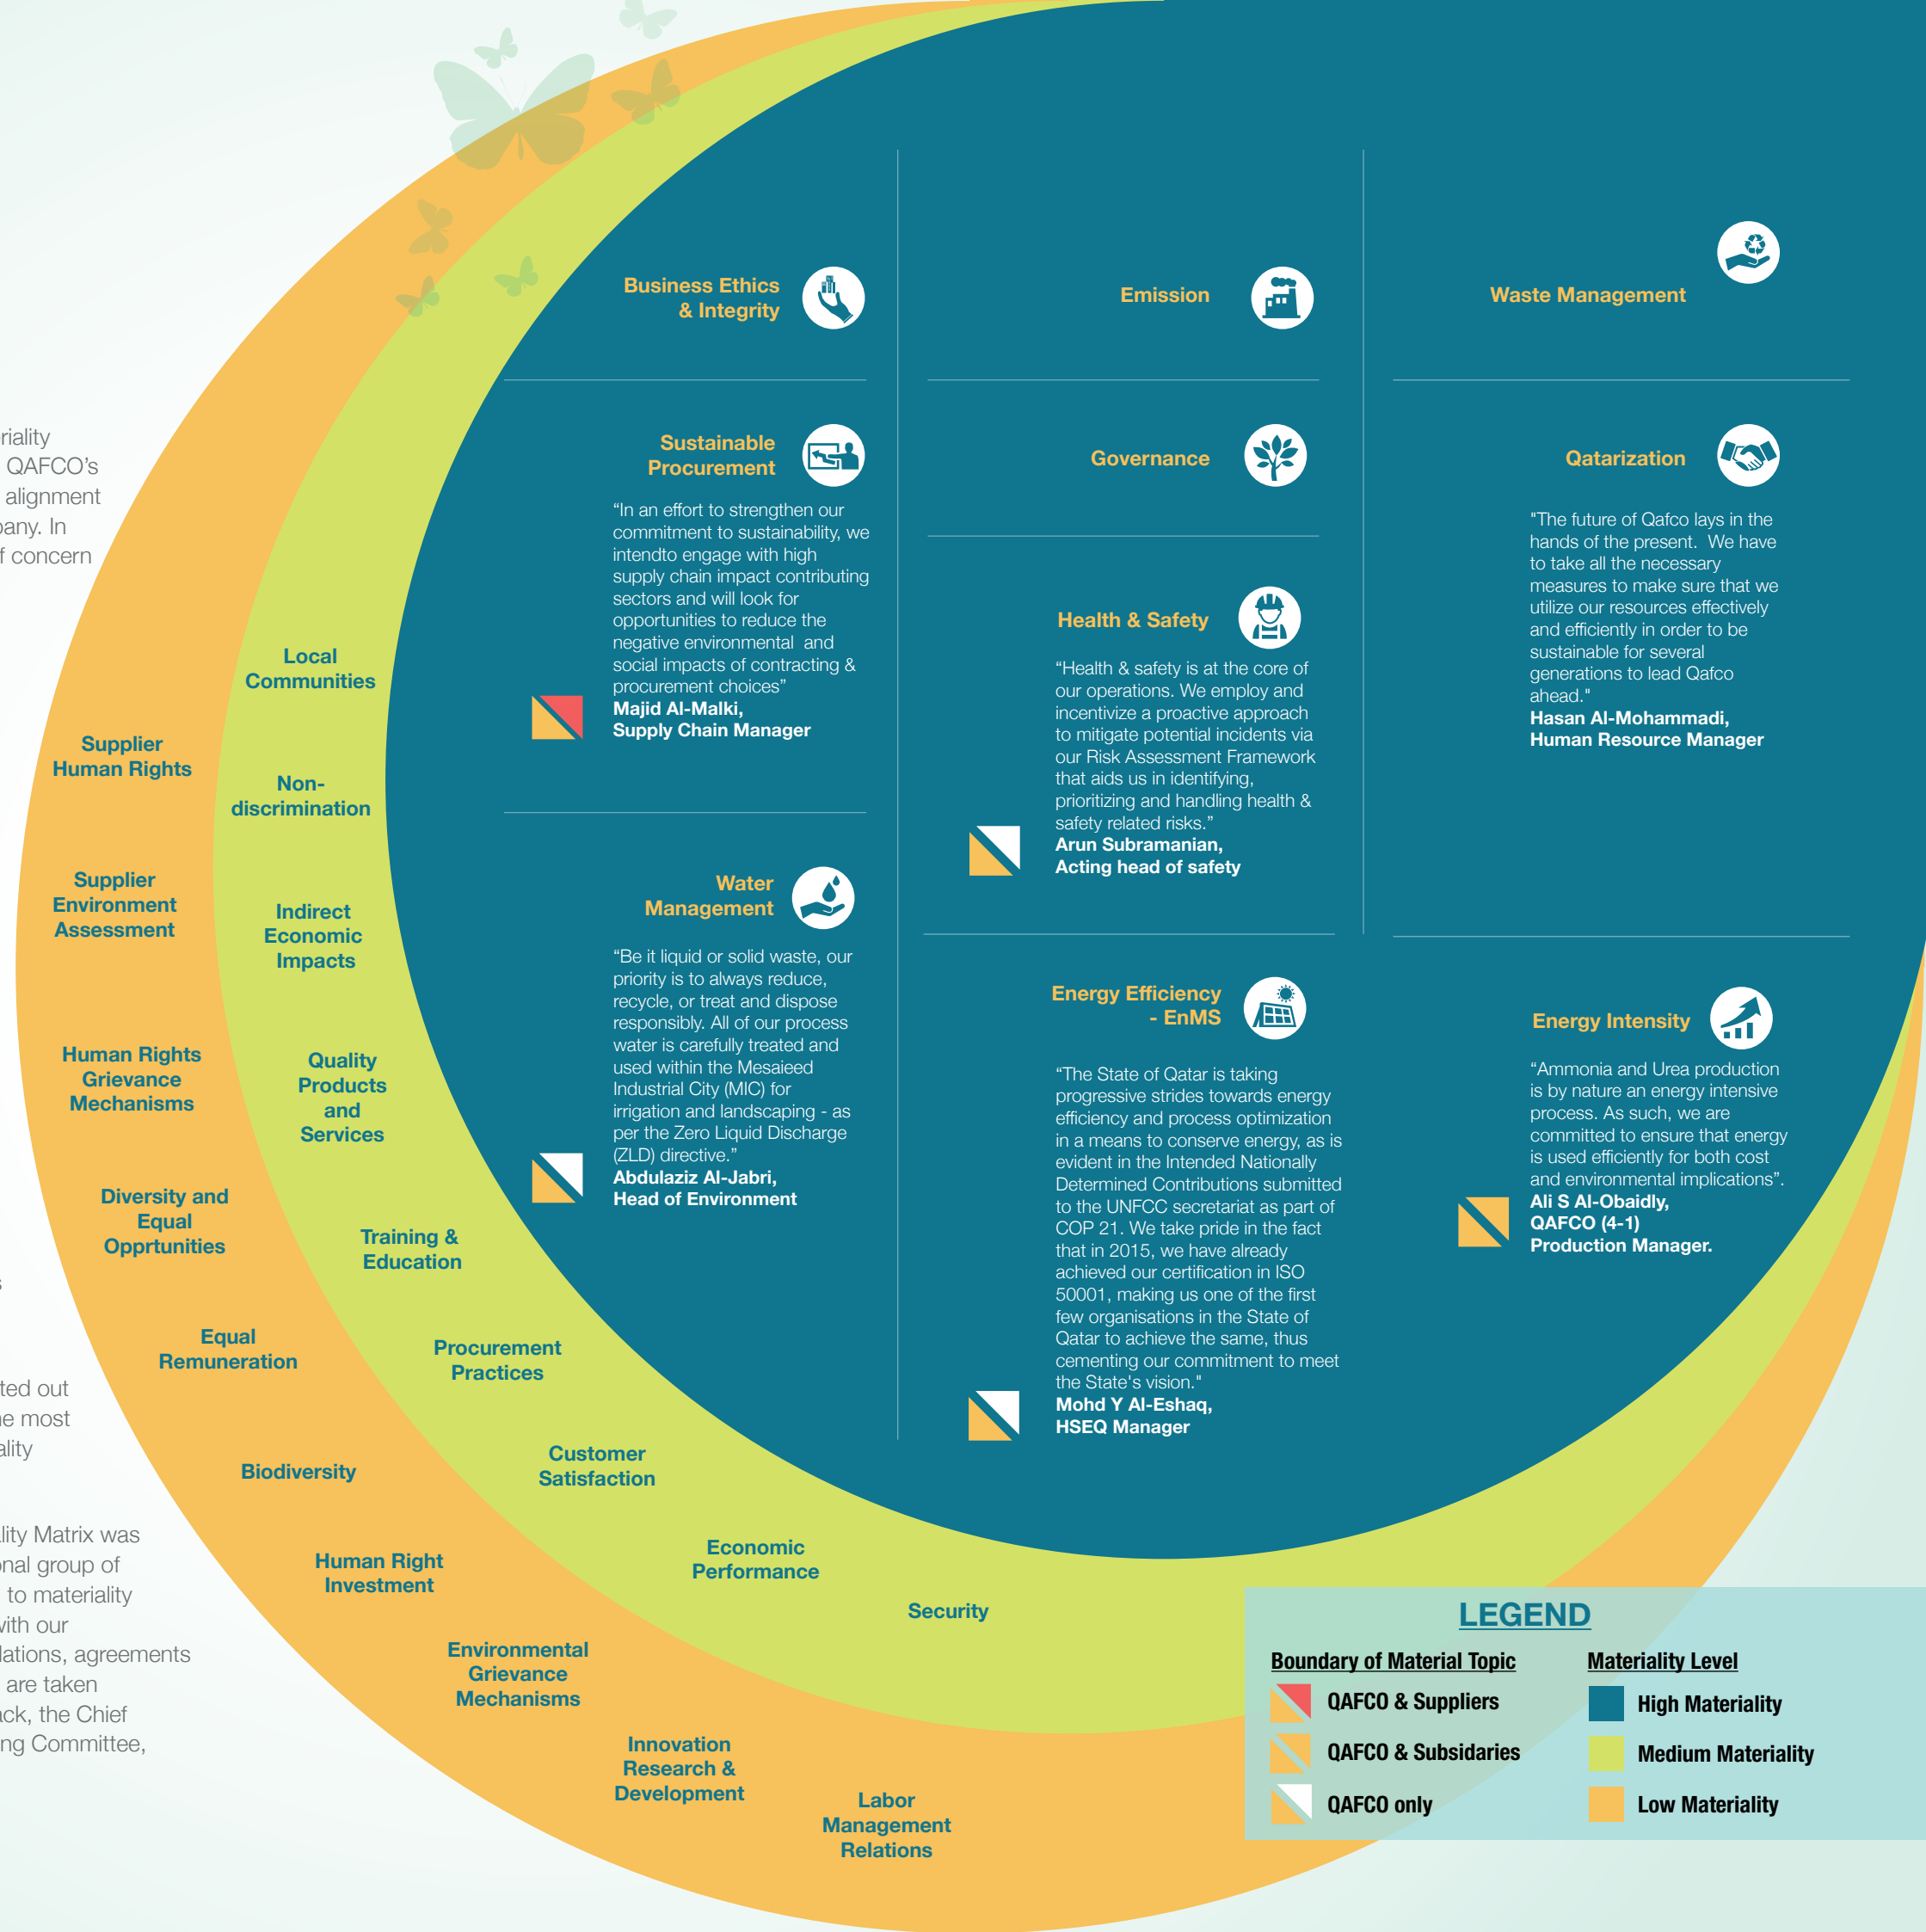 riality
QAFCO's
alignment
pany. In
f concern
s
ted out
ne most
ality
lity Matrix was
onal group of
to materiality
with our
lations, agreements
are taken
ack, the Chief
ng Committee,
Supplier
Human Rights
Supplier
Environment
Assessment
Human Rights
Grievance
Mechanisms
Diversity and
Equal
Opprtunities
Equal
Remuneration
Biodiversity
Human Right
Investment
Environmental
Grievance
Mechanisms
Innovation
Research &
Development
Labor
Management
Relations
Local
Communities
Non-
discrimination
Indirect
Economic
Impacts
Quality
Products
and
Services
Training &
Education
Procurement
Practices
Customer
Satisfaction
Economic
Performance
Security
Business Ethics
& Integrity
Sustainable
Procurement
“In an effort to strengthen our
commitment to sustainability, we
intendto engage with high
supply chain impact contributing
sectors and will look for
opportunities to reduce the
negative environmental  and
social impacts of contracting &
procurement choices”
Majid Al-Malki,
Supply Chain Manager
Water
Management
“Be it liquid or solid waste, our
priority is to always reduce,
recycle, or treat and dispose
responsibly. All of our process
water is carefully treated and
used within the Mesaieed
Industrial City (MIC) for
irrigation and landscaping - as
per the Zero Liquid Discharge
(ZLD) directive.”
Abdulaziz Al-Jabri,
Head of Environment
Emission
Governance
Health & Safety
“Health & safety is at the core of
our operations. We employ and
incentivize a proactive approach
to mitigate potential incidents via
our Risk Assessment Framework
that aids us in identifying,
prioritizing and handling health &
safety related risks.”
Arun Subramanian,
Acting head of safety
Energy Efficiency
- EnMS
“The State of Qatar is taking
progressive strides towards energy
efficiency and process optimization
in a means to conserve energy, as is
evident in the Intended Nationally
Determined Contributions submitted
to the UNFCC secretariat as part of
COP 21. We take pride in the fact
that in 2015, we have already
achieved our certification in ISO
50001, making us one of the first
few organisations in the State of
Qatar to achieve the same, thus
cementing our commitment to meet
the State's vision."
Mohd Y Al-Eshaq,
HSEQ Manager
Waste Management
Qatarization
"The future of Qafco lays in the
hands of the present.  We have
to take all the necessary
measures to make sure that we
utilize our resources effectively
and efficiently in order to be
sustainable for several
generations to lead Qafco
ahead."
Hasan Al-Mohammadi,
Human Resource Manager
Energy Intensity
“Ammonia and Urea production
is by nature an energy intensive
process. As such, we are
committed to ensure that energy
is used efficiently for both cost
and environmental implications”.
Ali S Al-Obaidly,
QAFCO (4-1)
Production Manager.
LEGEND
Boundary of Material Topic
QAFCO & Suppliers
QAFCO & Subsidaries
QAFCO only
Materiality Level
High Materiality
Medium Materiality
Low Materiality